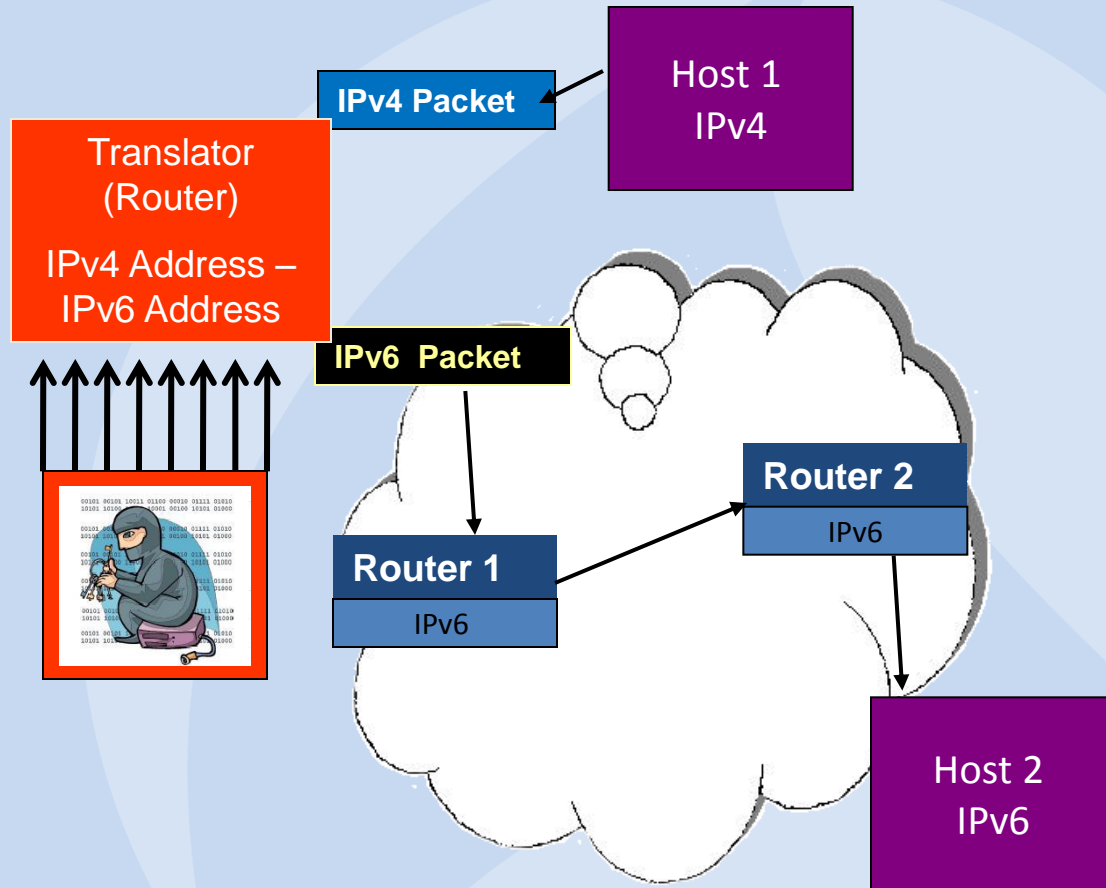 IPv4 Packet
Host 1
IPv4
Translator
(Router)
IPv4 Address –
IPv6 Address
IPv6 Packet
Router 2
IPv6
Router 1
IPv6
Host 2
IPv6